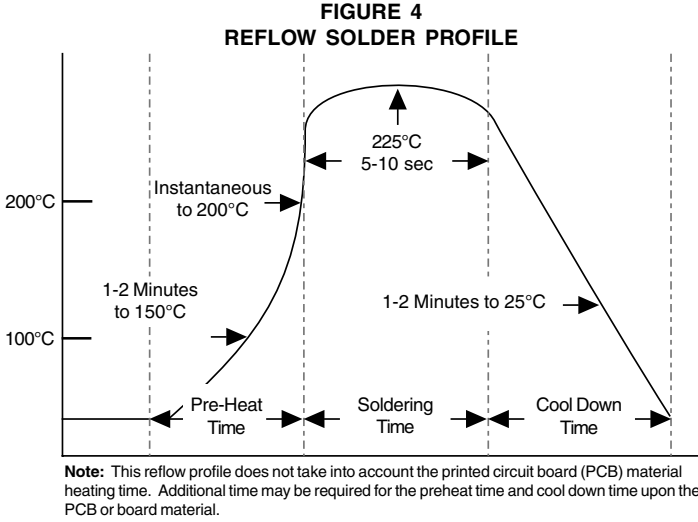 FIGURE 4
REFLOW SOLDER PROFILE
225°C
5-10 sec
Instantaneous
to 200°C
200°C
1-2 Minutes
to 150°C
1-2 Minutes to 25°C
100°C
Pre-Heat
Time
Soldering
Time
Cool Down
Time
Note: This reflow profile does not take into account the printed circuit board (PCB) material
heating time. Additional time may be required for the preheat time and cool down time upon the
PCB or board material.